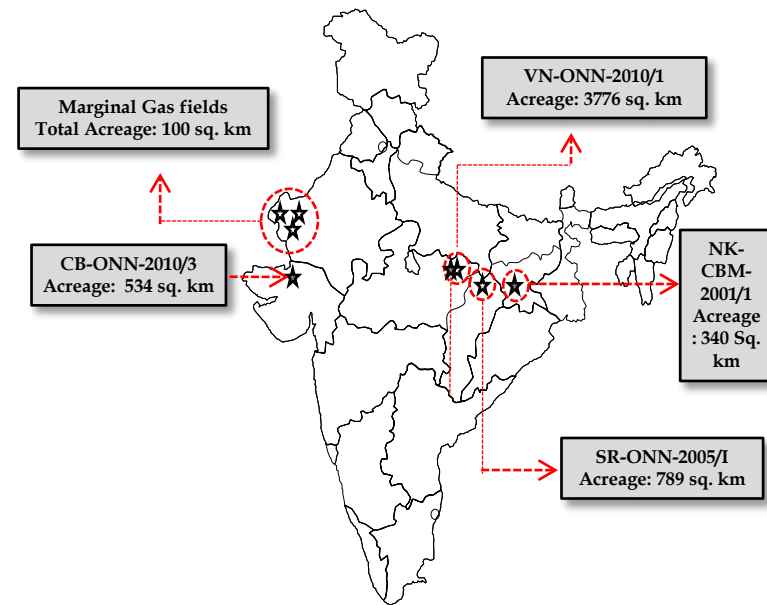 VN-ONN-2010/1
Acreage: 3776 sq. km
Marginal Gas fields
Total Acreage: 100 sq. km
CB-ONN-2010/3
Acreage: 534 sq. km
NK-
CBM-
2001/1
Acreage
: 340 Sq.
km
SR-ONN-2005/I
Acreage: 789 sq. km